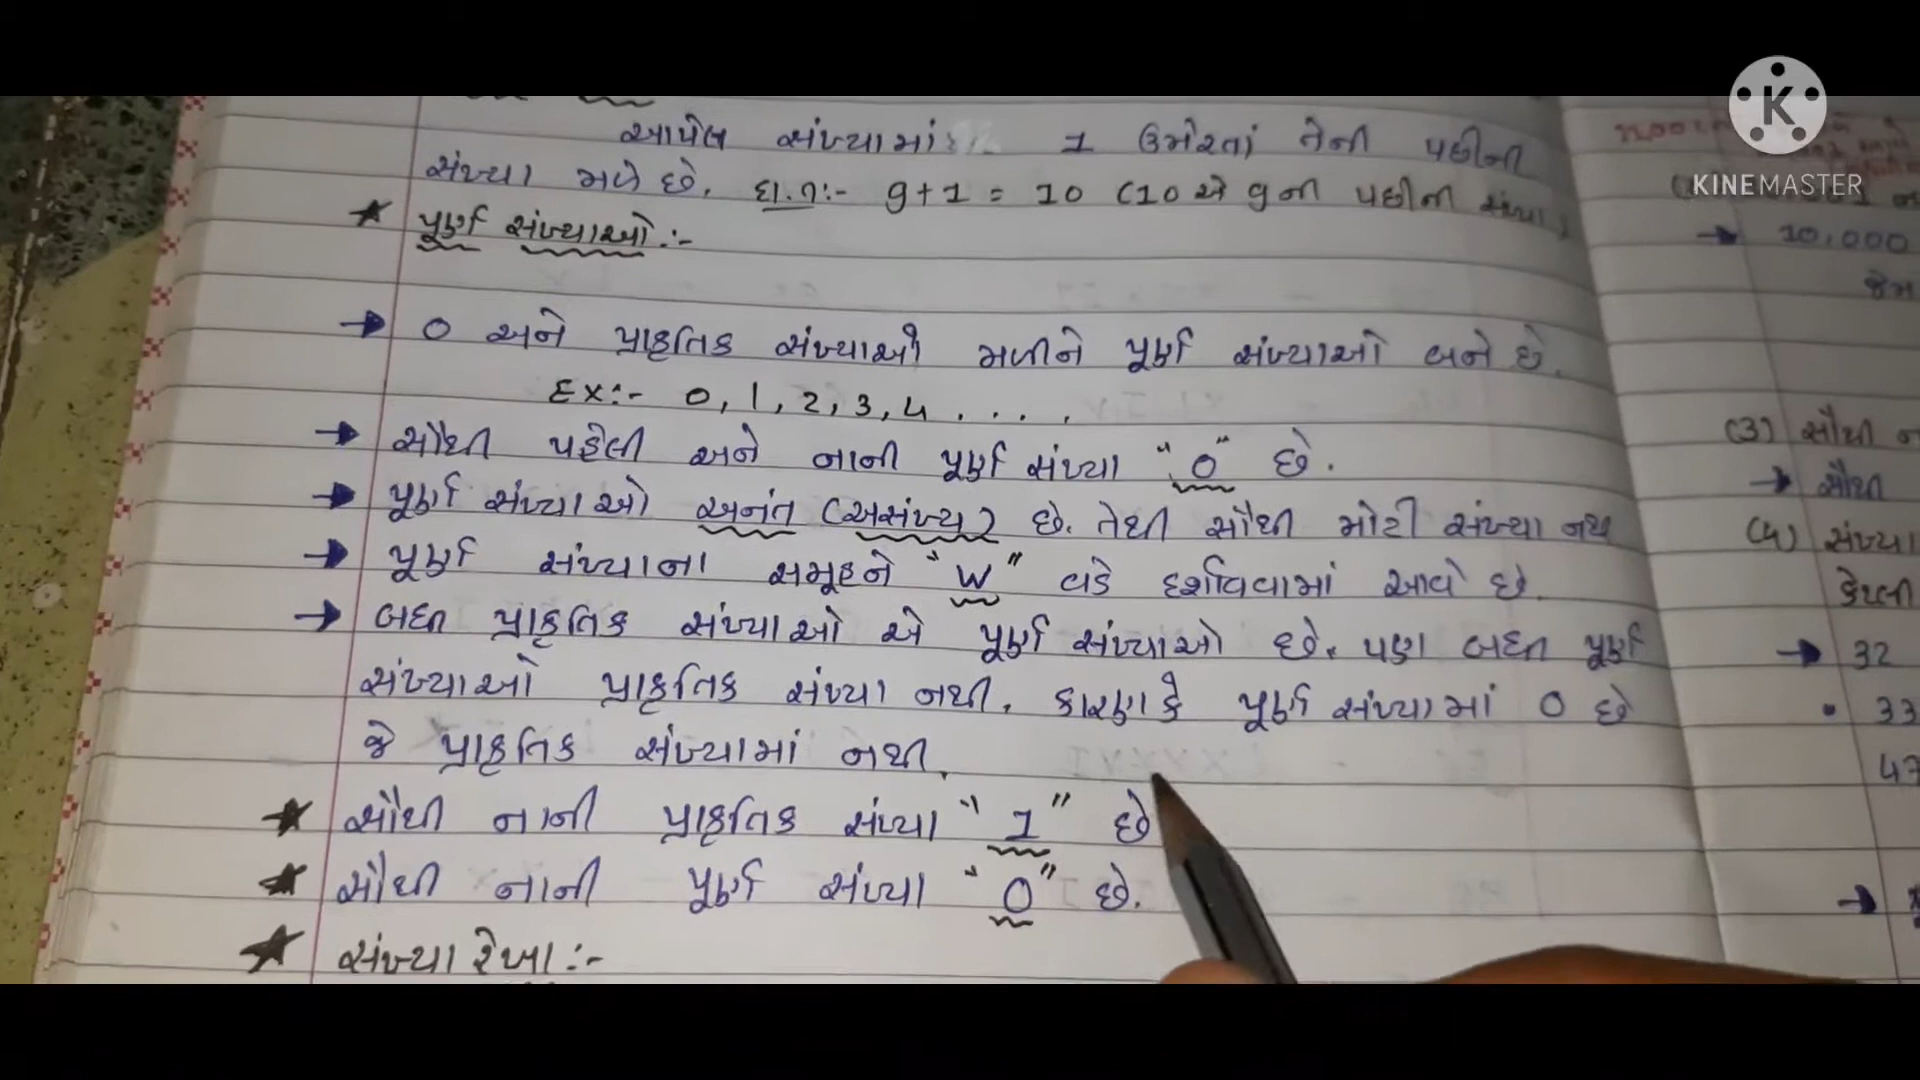 આપેલ સંખ્યામાં 1 ઉમેરતાં તેની પછીની
સંખ્યા મળે છે. દા.ત:- 9+1 = 10 (10 એ 9 ની પછીની સંખ્યા)
★ પૂર્ણ સંખ્યાઓ:-
→ 0 અને પ્રાકૃતિક સંખ્યાઓ મળીને પૂર્ણ સંખ્યાઓ બને છે.
Ex:- 0, 1, 2, 3, 4 . . . .
→ સૌથી પહેલી અને નાની પૂર્ણ સંખ્યા "0" છે.
→ પૂર્ણ સંખ્યાઓ અનંત (અસંખ્ય) છે. તેથી સૌથી મોટી સંખ્યા નથ
→ પૂર્ણ સંખ્યાના સમૂહને "W" વડે દર્શાવવામાં આવે છે.
→ બધી પ્રાકૃતિક સંખ્યાઓ એ પૂર્ણ સંખ્યાઓ છે. પણ બધી પૂર્ણ
સંખ્યાઓ પ્રાકૃતિક સંખ્યા નથી. કારણ કે પૂર્ણ સંખ્યામાં 0 છે
જે પ્રાકૃતિક સંખ્યામાં નથી.
★ સૌથી નાની પ્રાકૃતિક સંખ્યા "1" છે
★ સૌથી નાની પૂર્ણ સંખ્યા "0" છે.
★ સંખ્યા રેખા:-
→ 10,000
જેમ
(3) સૌથી
→ સૌથી
(4) સંખ્યા
કેટલી
→ 32
• 33
47
→
K
KINEMASTER